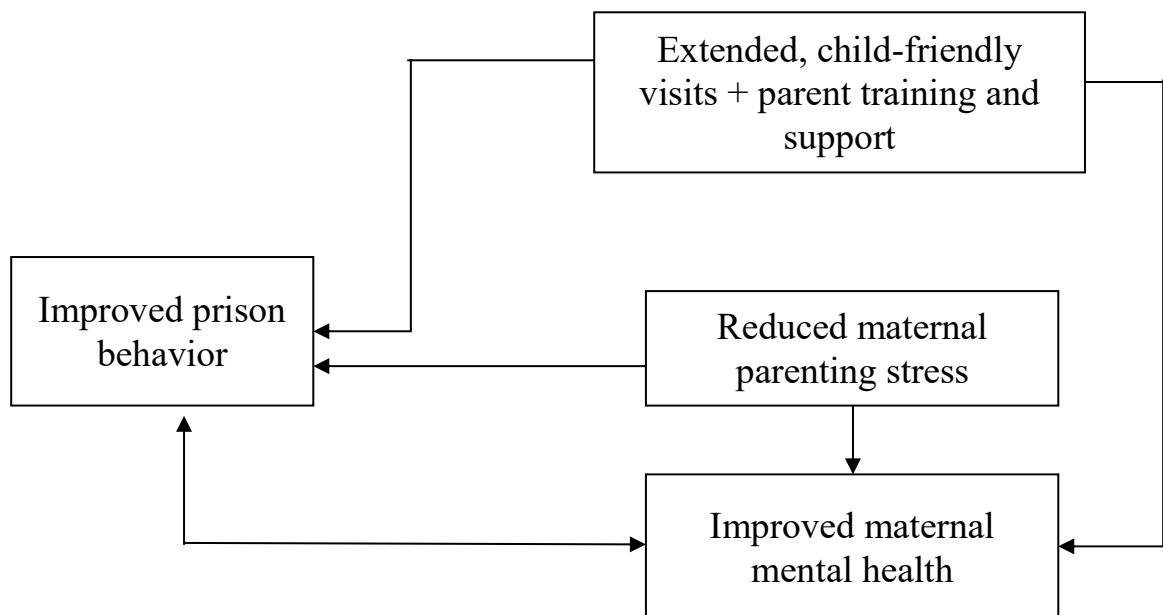 Extended, child-friendly
visits + parent training and
support
Improved prison
behavior
Reduced maternal
parenting stress
Improved maternal
mental health